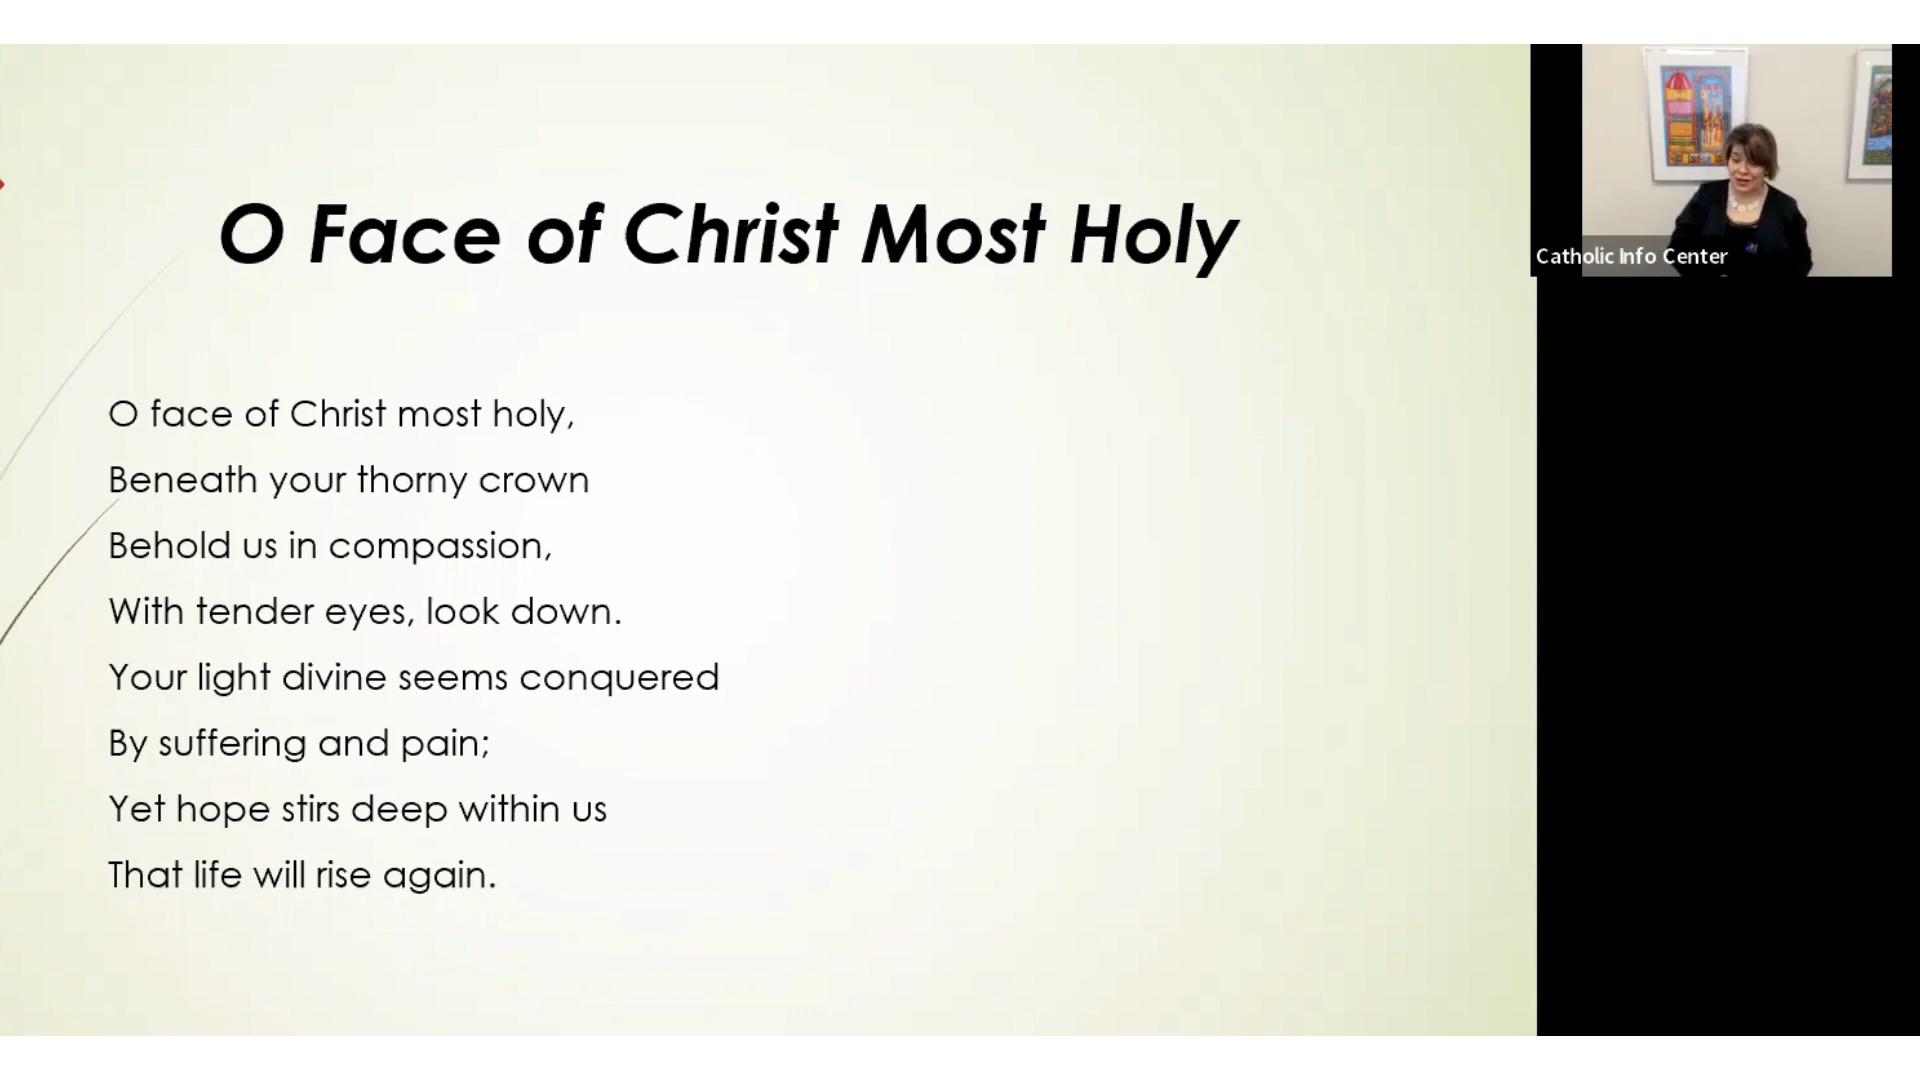 O Face of Christ Most Holy
O face of Christ most holy,
Beneath your thorny crown
Behold us in compassion,
With tender eyes, look down.
Your light divine seems conquered
By suffering and pain;
Yet hope stirs deep within us
That life will rise again.
Catholic Info Center